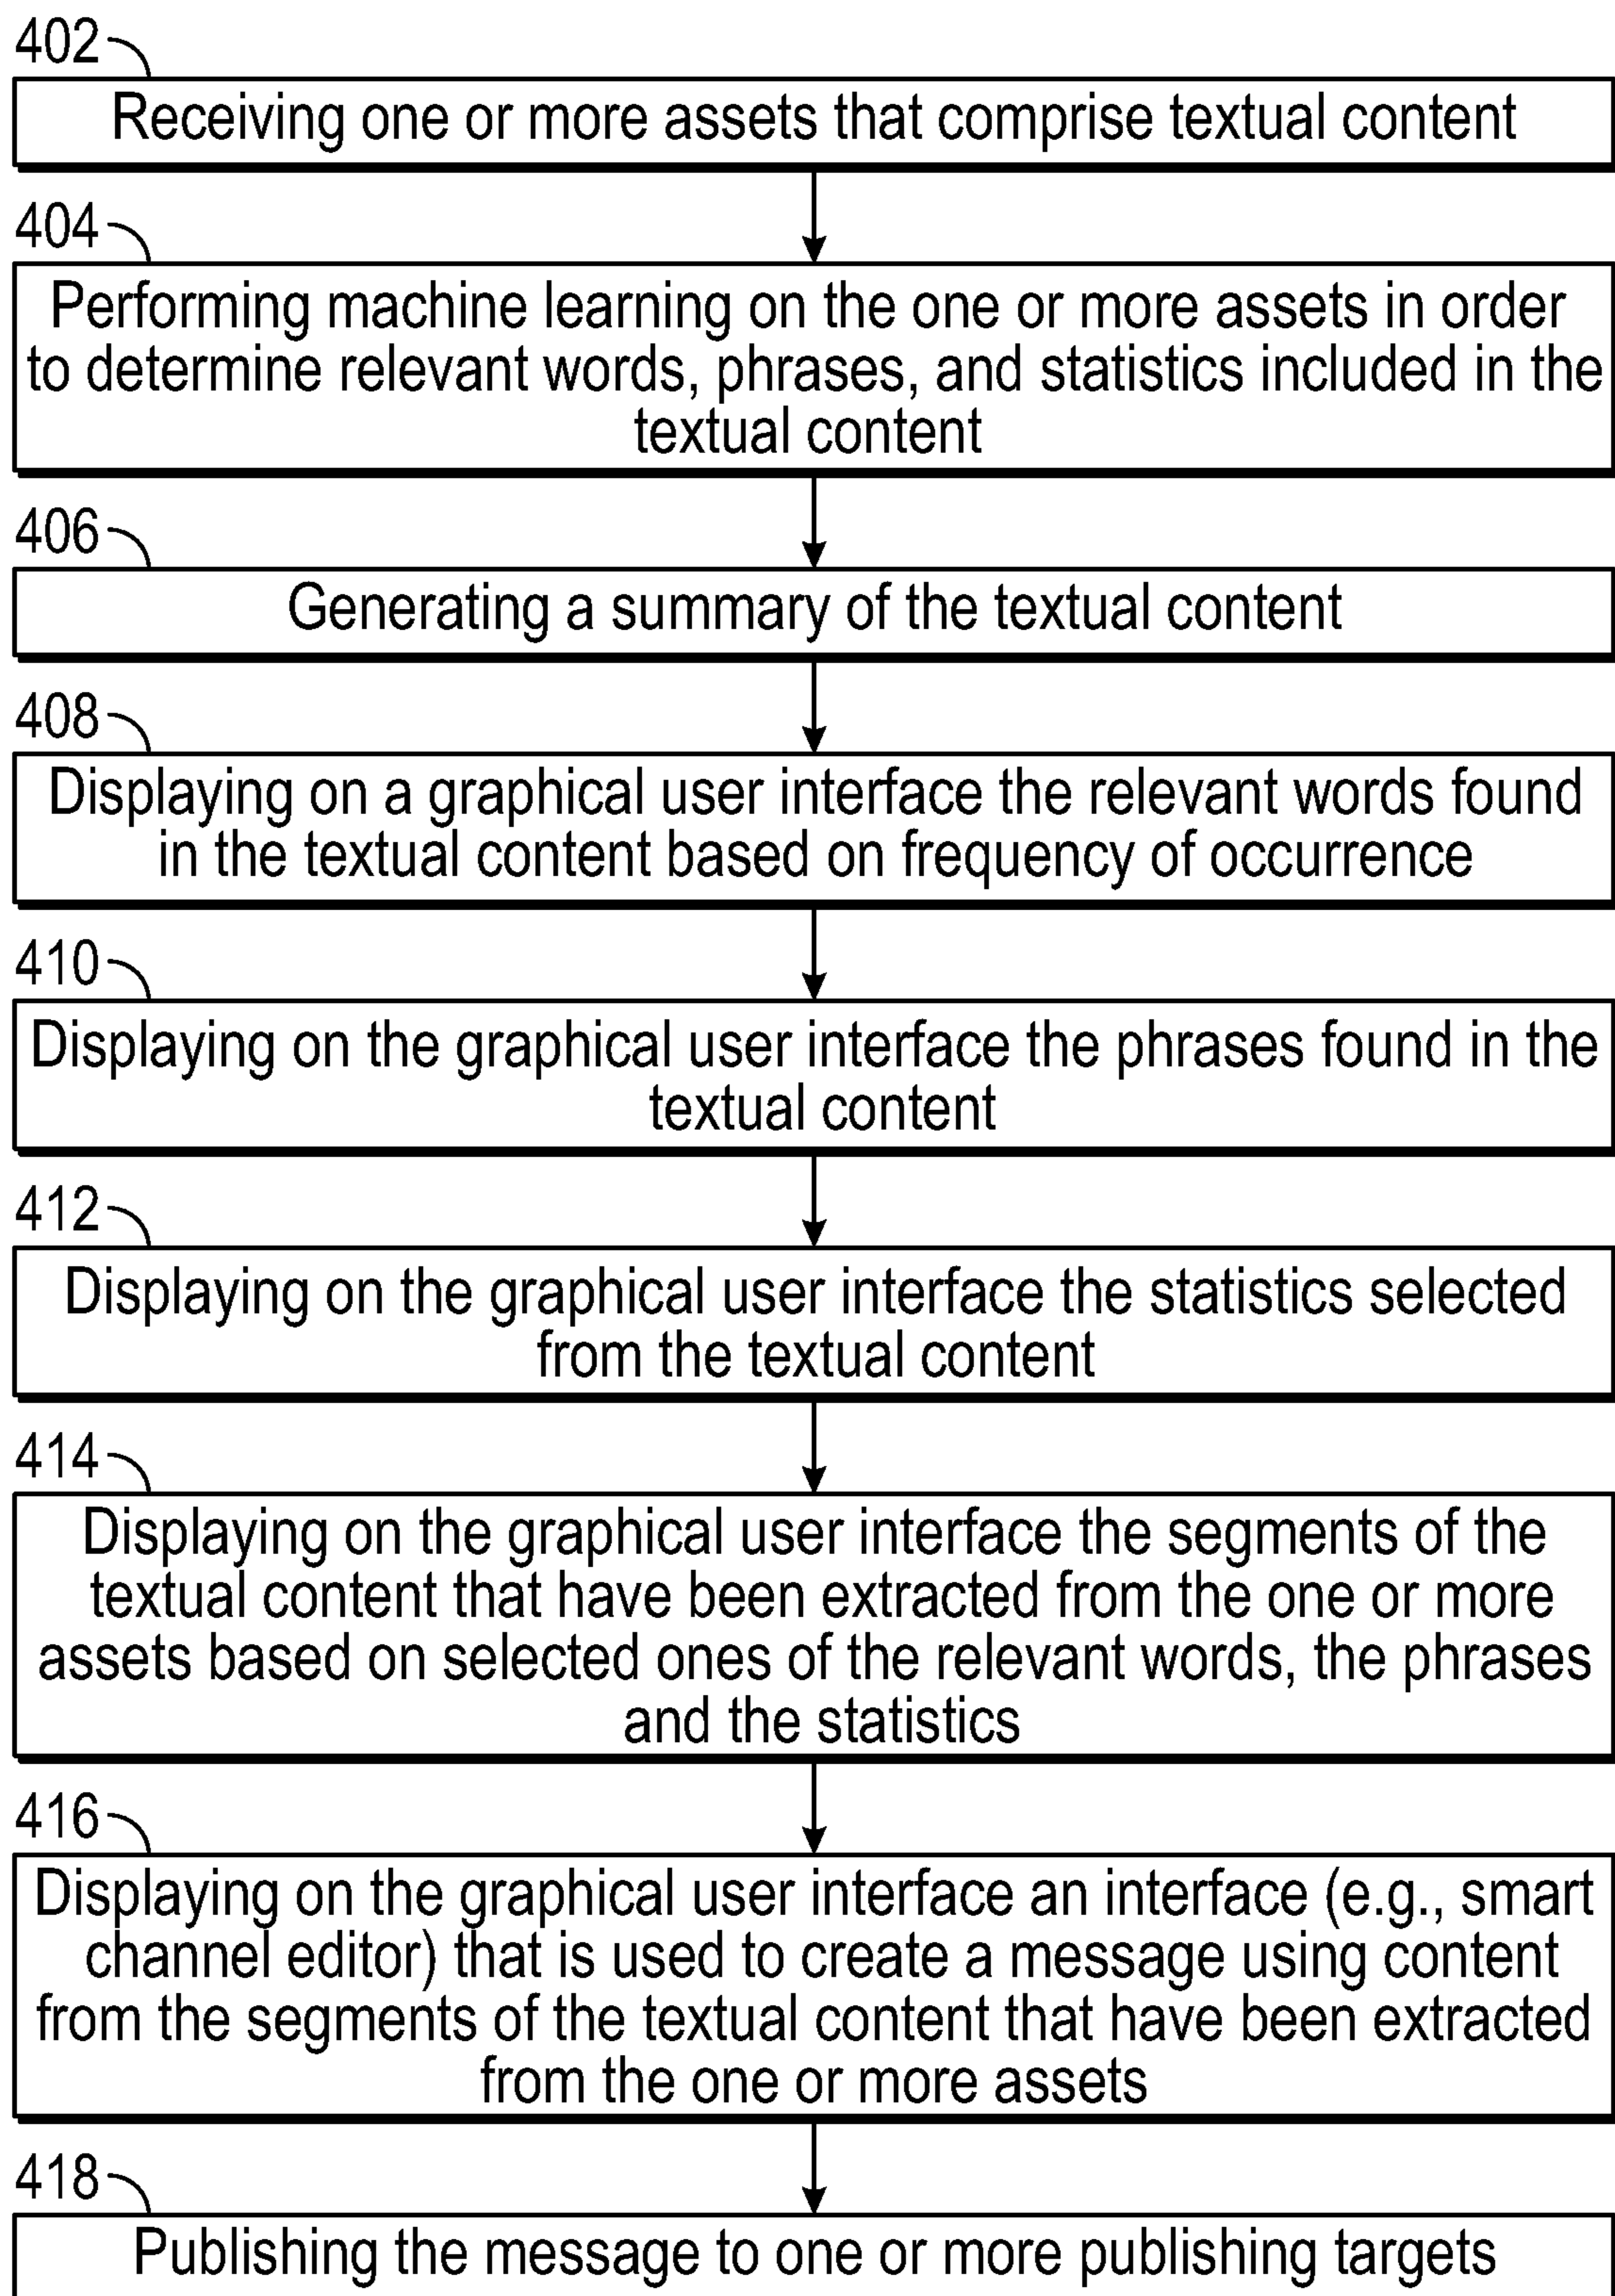 402
Receiving one or more assets that comprise textual content
404
Performing machine learning on the one or more assets in order
to determine relevant words, phrases, and statistics included in the
textual content
406
Generating a summary of the textual content
408
Displaying on a graphical user interface the relevant words found
in the textual content based on frequency of occurrence
410
Displaying on the graphical user interface the phrases found in the
textual content
412
Displaying on the graphical user interface the statistics selected
from the textual content
414
Displaying on the graphical user interface the segments of the
textual content that have been extracted from the one or more
assets based on selected ones of the relevant words, the phrases
and the statistics
416
Displaying on the graphical user interface an interface (e.g., smart
channel editor) that is used to create a message using content
from the segments of the textual content that have been extracted
from the one or more assets
418
Publishing the message to one or more publishing targets